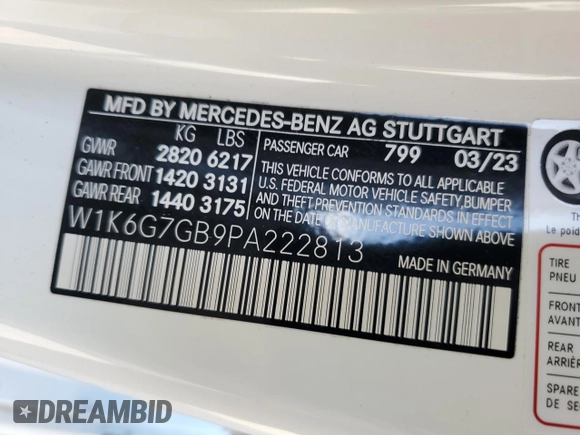 MFD BY MERCEDES-BENZ AG STUTTGART
KG LBS
GVWR 2820 6217
GAWR FRONT 1420 3131
GAWR REAR 1440 3175
PASSENGER CAR 799 03/23
THIS VEHICLE CONFORMS TO ALL APPLICABLE
U.S. FEDERAL MOTOR VEHICLE SAFETY, BUMPER
AND THEFT PREVENTION STANDARDS IN EFFECT
ON THE DATE OF MANUFACTURE SHOWN ABOVE
W1K6G7GB9PA222813
MADE IN GERMANY
Th
Le poid
TIRE
PNEU
FRONT
AVANT
REAR
ARRIÈR
SPARE
DE SE
DREAMBID